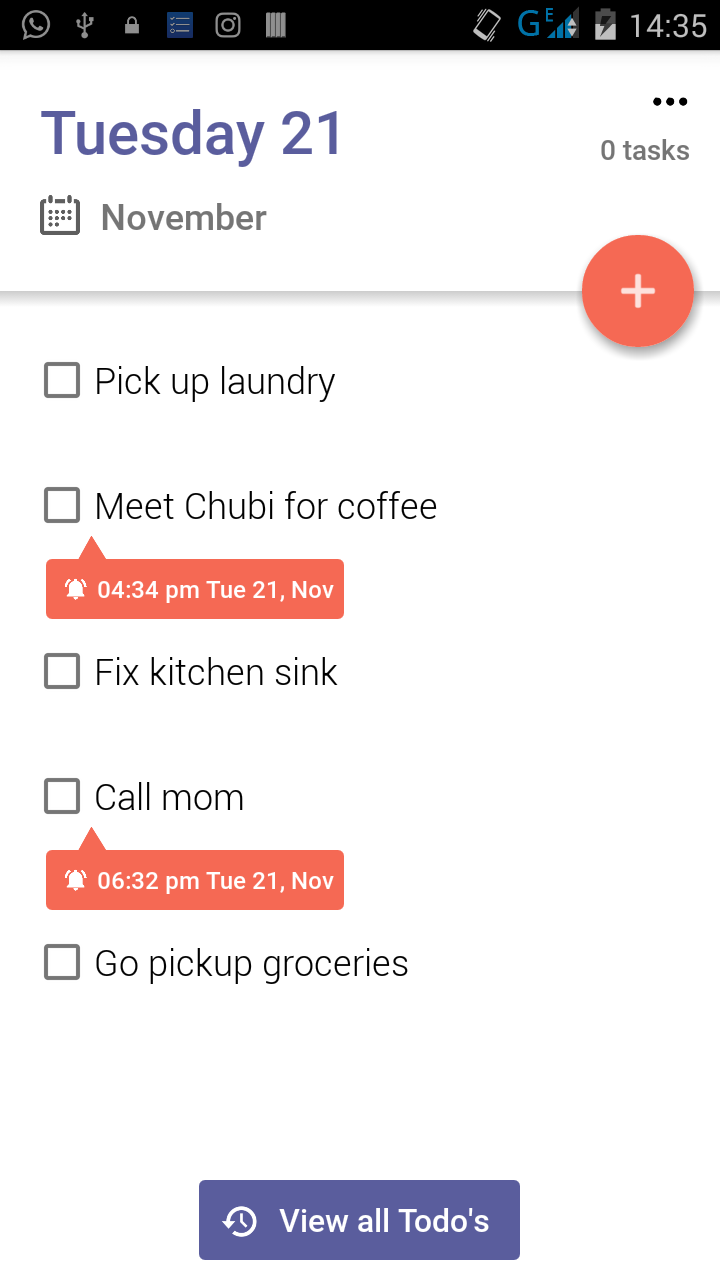 G E 14:35
Tuesday 21
0 tasks
November
Pick up laundry
Meet Chubi for coffee
04:34 pm Tue 21, Nov
Fix kitchen sink
Call mom
06:32 pm Tue 21, Nov
Go pickup groceries
View all Todo's